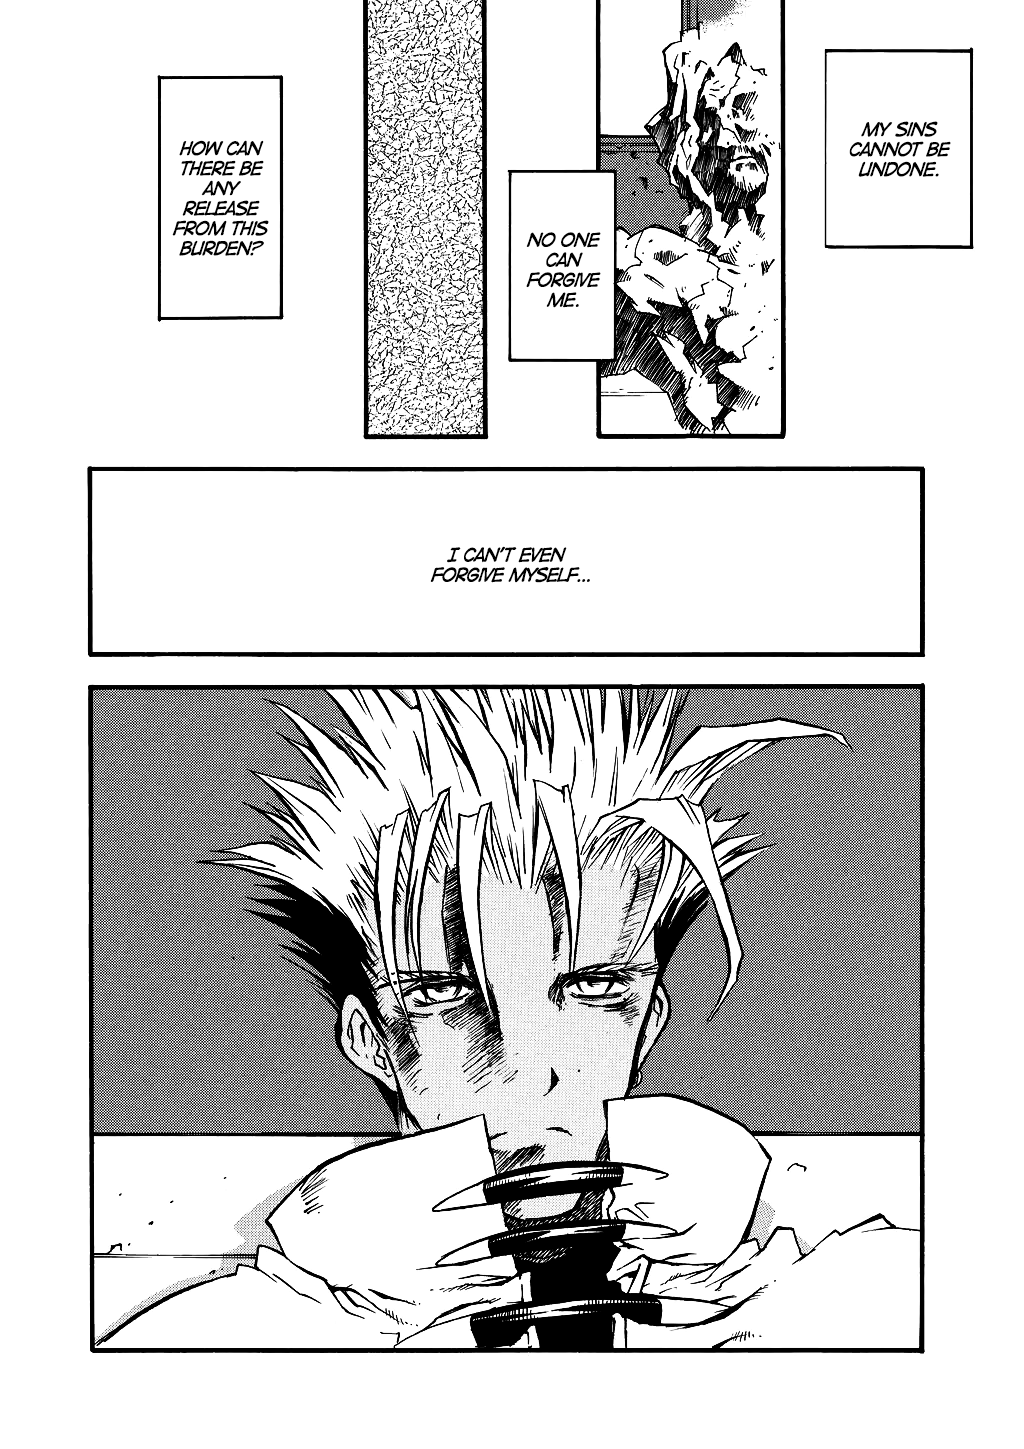 MY SINS
CANNOT BE
UNDONE.
NO ONE
CAN
FORGIVE
ME.
HOW CAN
THERE BE
ANY
RELEASE
FROM THIS
BURDEN?
I CAN'T EVEN
FORGIVE MYSELF...